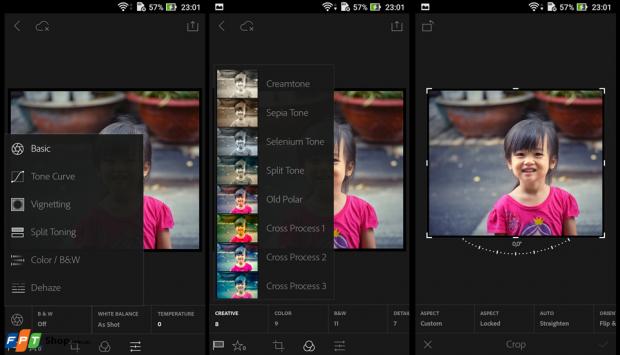 57% 23:01
Basic
Tone Curve
Vignetting
Split Toning
Color / B&W
Dehaze
B & W
Off
WHITE BALANCE
As Shot
TEMPERATURE
0
FPT Shop
57% 23:01
Creamtone
Sepia Tone
Selenium Tone
Split Tone
Old Polar
Cross Process 1
Cross Process 2
Cross Process 3
CREATIVE
8
COLOR
9
B&W
11
DETAI
7
57% 23:01
0,0°
ASPECT
Custom
ASPECT
Locked
AUTO
Straighten
ORIEN
Flip &
Crop